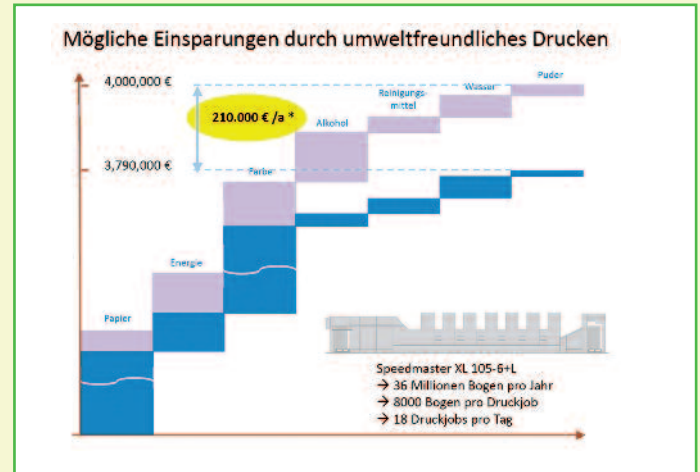 Mögliche Einsparungen durch umweltfreundliches Drucken
4,000,000 €
210.000 € /a *
3,790,000 €
Papier
Energie
Farbe
Alkohol
Reinigungs-
mittel
Wasser
Puder
Speedmaster XL 105-6+L
→ 36 Millionen Bogen pro Jahr
→ 8000 Bogen pro Druckjob
→ 18 Druckjobs pro Tag